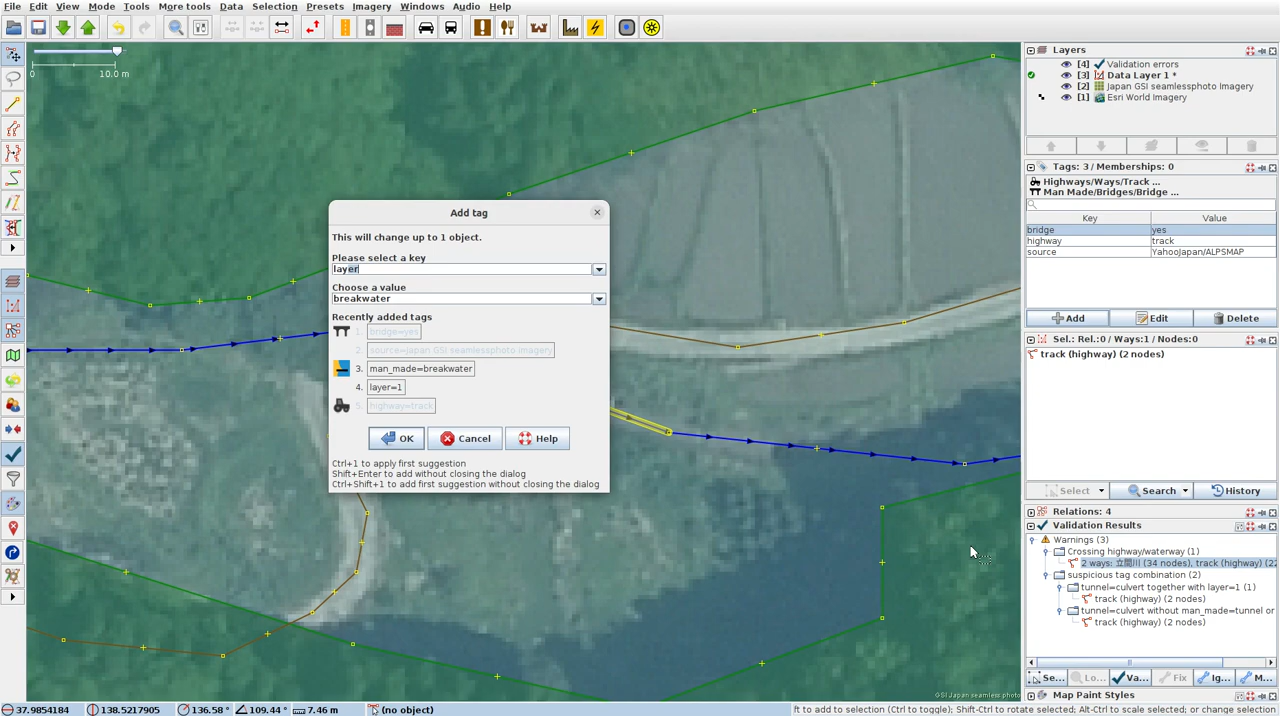 File Edit View Mode Tools More tools Data Selection Presets Imagery Windows Audio Help
0 10.0 m
Add tag
This will change up to 1 object.
Please select a key
layer
Choose a value
breakwater
Recently added tags
1. bridge=yes
2. source=Japan GSI seamlessphoto imagery
3. man_made=breakwater
4. layer=1
5. highway=track
OK Cancel Help
Ctrl+1 to apply first suggestion
Shift+Enter to add without closing the dialog
Ctrl+Shift+1 to add first suggestion without closing the dialog
GSI Japan seamless photo
Layers
[4] Validation errors
[3] Data Layer 1 *
[2] Japan GSI seamlessphoto Imagery
[1] Esri World Imagery
Tags: 3 / Memberships: 0
Highways/Ways/Track ...
Man Made/Bridges/Bridge ...
Key Value
bridge yes
highway track
source YahooJapan/ALPSMAP
Add Edit Delete
Sel.: Rel.:0 / Ways:1 / Nodes:0
track (highway) (2 nodes)
Select Search History
Relations: 4
Validation Results
Warnings (3)
Crossing highway/waterway (1)
2 ways: 立間川 (34 nodes), track (highway) (22
suspicious tag combination (2)
tunnel=culvert together with layer=1 (1)
track (highway) (2 nodes)
tunnel=culvert without man_made=tunnel or
track (highway) (2 nodes)
Se... Lo... Va... Fix Ig... M...
Map Paint Styles
37.9854184 138.5217905 136.58 ° 109.44 ° 7.46 m (no object) ft to add to selection (Ctrl to toggle); Shift-Ctrl to rotate selected; Alt-Ctrl to scale selected; or change selection